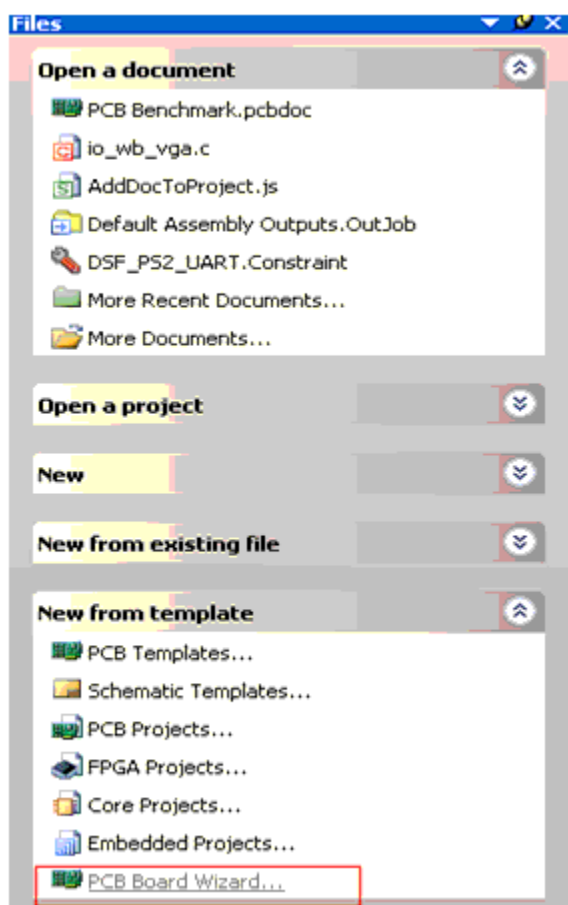 Files
Open a document
PCB Benchmark.pcbdoc
io_wb_vga.c
AddDocToProject.js
Default Assembly Outputs.OutJob
DSF_PS2_UART.Constraint
More Recent Documents...
More Documents...
Open a project
New
New from existing file
New from template
PCB Templates...
Schematic Templates...
PCB Projects...
FPGA Projects...
Core Projects...
Embedded Projects...
PCB Board Wizard...